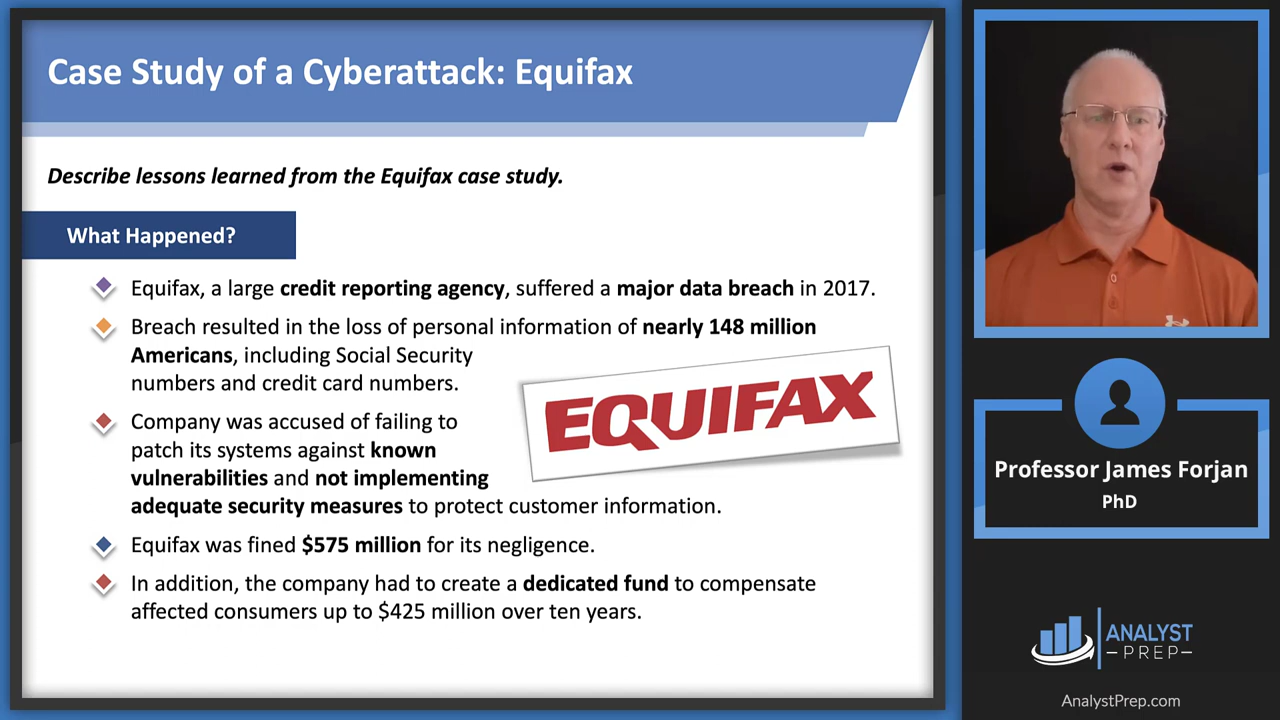 Case Study of a Cyberattack: Equifax
Describe lessons learned from the Equifax case study.
What Happened?
Equifax, a large credit reporting agency, suffered a major data breach in 2017.
Breach resulted in the loss of personal information of nearly 148 million
Americans, including Social Security
numbers and credit card numbers.
Company was accused of failing to
patch its systems against known
vulnerabilities and not implementing
adequate security measures to protect customer information.
Equifax was fined $575 million for its negligence.
In addition, the company had to create a dedicated fund to compensate
affected consumers up to $425 million over ten years.
EQUIFAX
Professor James Forjan
PhD
ANALYST
—PREP—
AnalystPrep.com